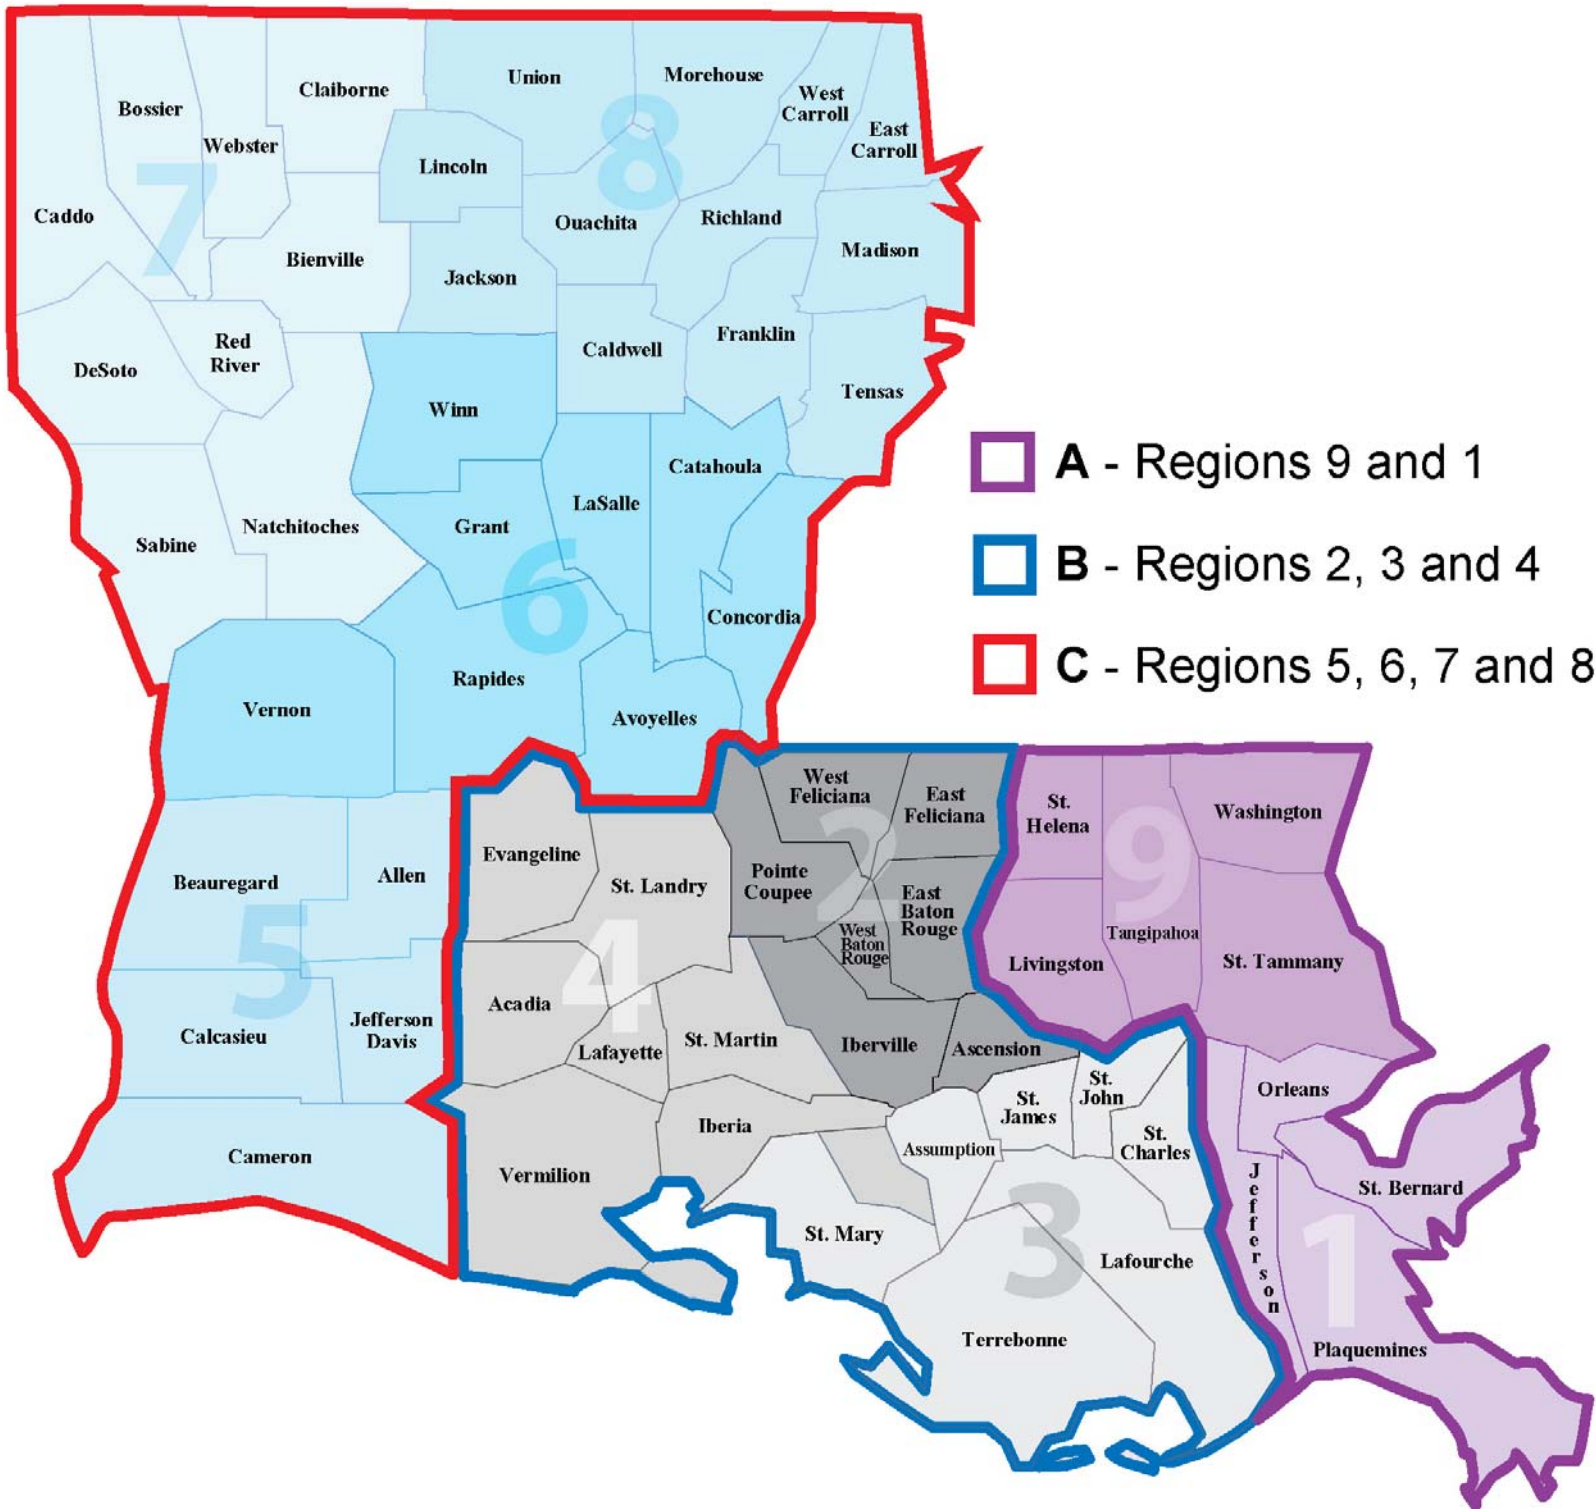 Union
Morehouse
Claiborne
Bossier
West
Carroll
Webster
East
Carroll
8
Lincoln
7
Caddo
Ouachita
Richland
Madison
Bienville
Jackson
Red
River
Franklin
Caldwell
DeSoto
Tensas
Winn
Catahoula
LaSalle
Natchitoches
Grant
Sabine
6
Concordia
Rapides
Vernon
Avoyelles
A - Regions 9 and 1
B - Regions 2, 3 and 4
C - Regions 5, 6, 7 and 8
West
Feliciana
East
Feliciana
St.
Helena
Washington
Evangeline
2
9
Allen
Beauregard
St. Landry
Pointe
Coupee
East
Baton
Rouge
West
Baton
Rouge
Tangipahoa
Livingston
St. Tammany
5
4
Acadia
Jefferson
Davis
Calcasieu
Lafayette
St. Martin
Iberville
Ascension
St.
John
Orleans
St.
James
Iberia
Assumption
St.
Charles
Cameron
Vermilion
Jefferson
St. Bernard
St. Mary
3
Lafourche
1
Terrebonne
Plaquemines